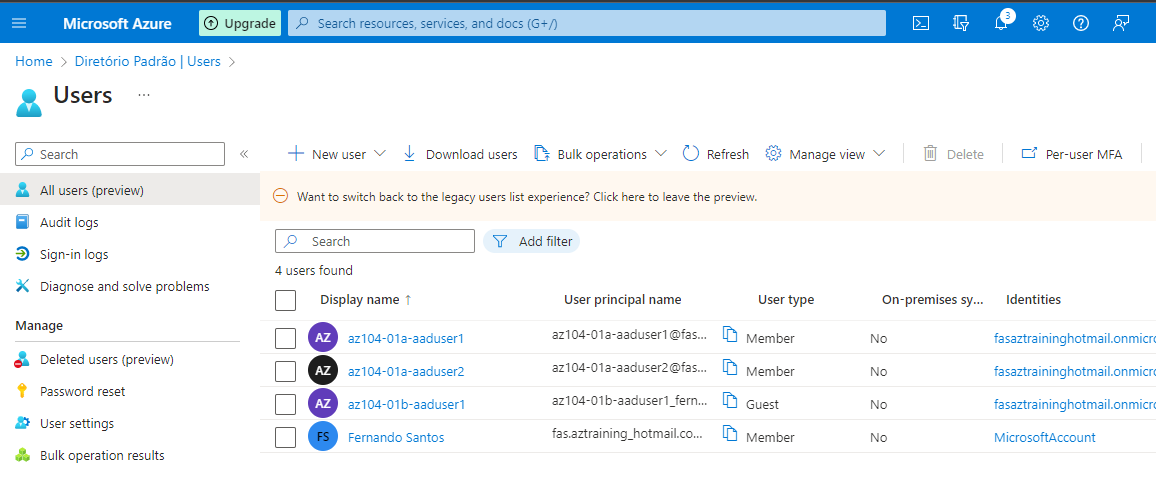 Microsoft Azure Upgrade Search resources, services, and docs (G+/) 3
Home > Diretório Padrão | Users >
Users ...
Search «
All users (preview)
Audit logs
Sign-in logs
Diagnose and solve problems
Manage
Deleted users (preview)
Password reset
User settings
Bulk operation results
New user Download users Bulk operations Refresh Manage view Delete Per-user MFA
Want to switch back to the legacy users list experience? Click here to leave the preview.
Search Add filter
4 users found
Display name ↑ User principal name User type On-premises sy... Identities
AZ az104-01a-aaduser1 az104-01a-aaduser1@fas... Member No fasaztraininghotmail.onmicro
AZ az104-01a-aaduser2 az104-01a-aaduser2@fas... Member No fasaztraininghotmail.onmicro
AZ az104-01b-aaduser1 az104-01b-aaduser1_fern... Guest No fasaztraininghotmail.onmicro
FS Fernando Santos fas.aztraining_hotmail.co... Member No MicrosoftAccount